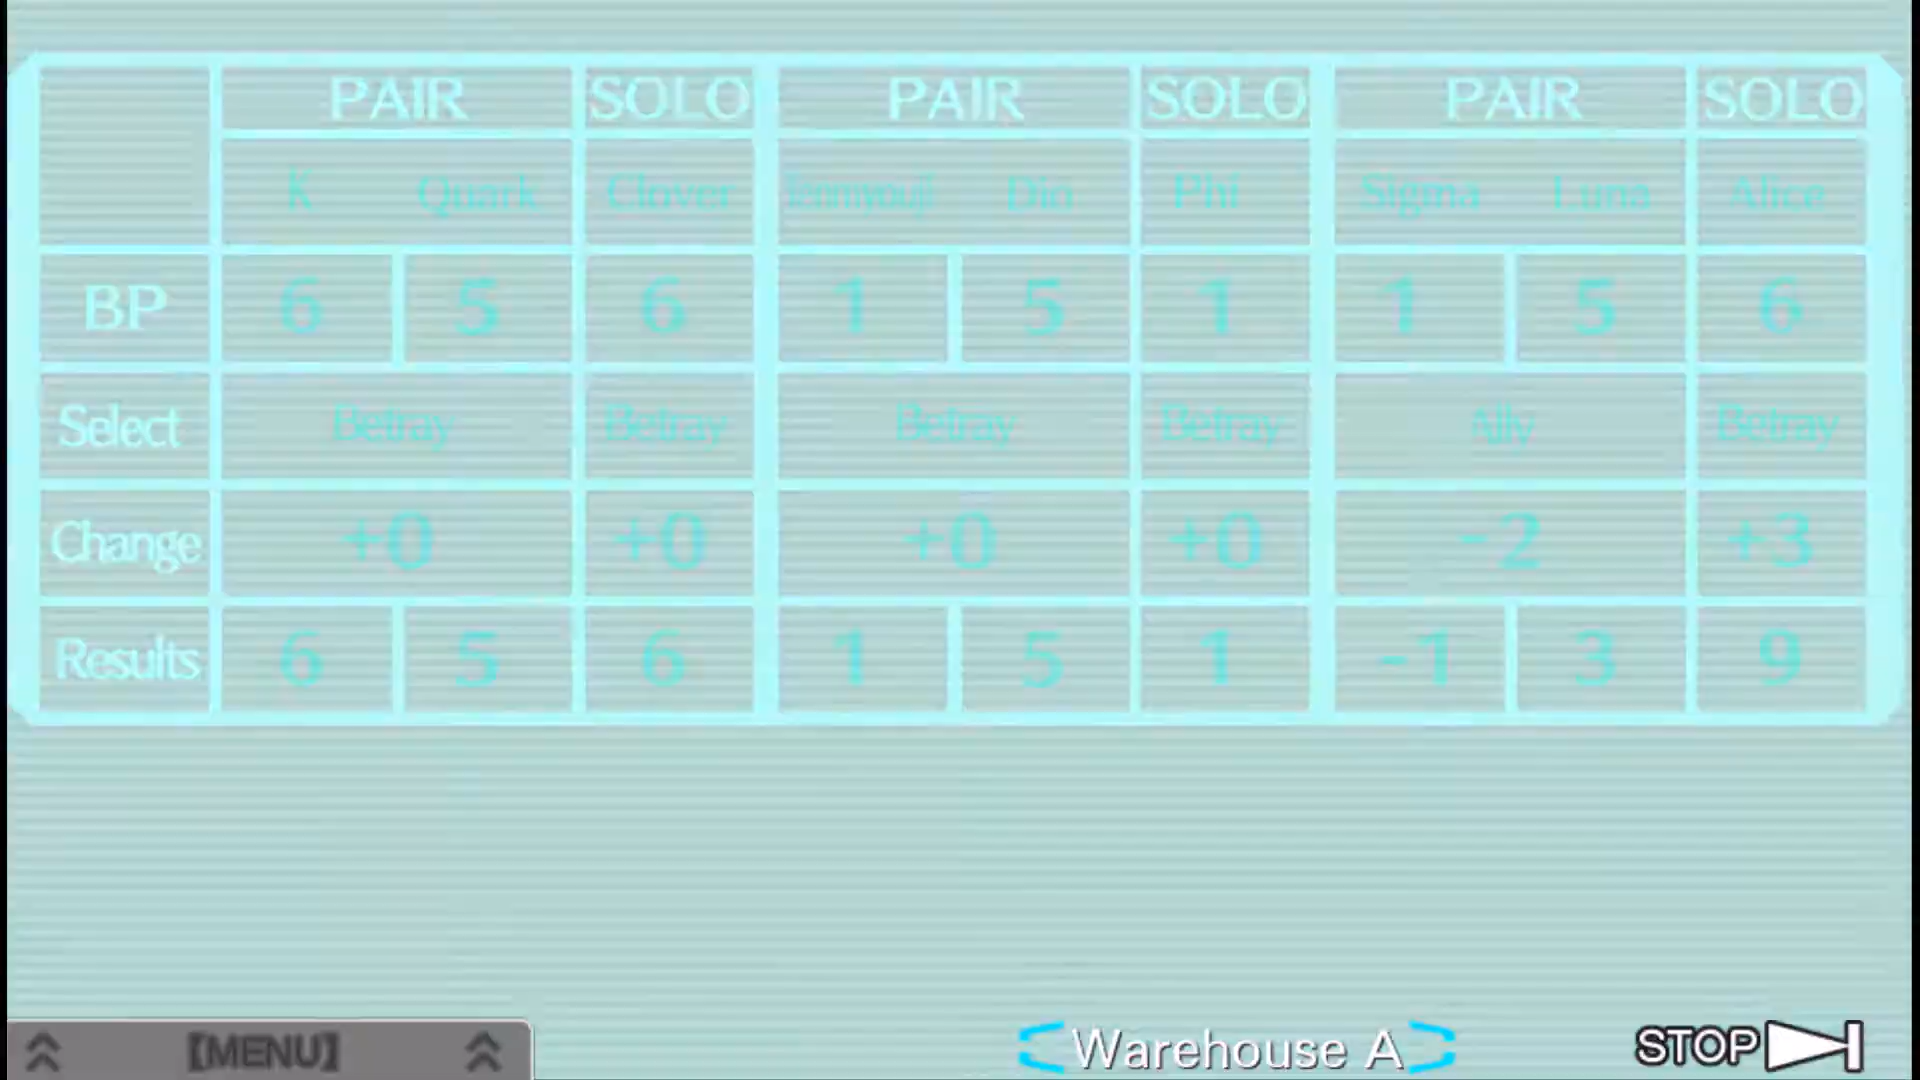 PAIR SOLO PAIR SOLO PAIR SOLO
K Quark Clover Tenmyouji Dio Phi Sigma Luna Alice
BP 6 5 6 1 5 1 1 5 6
Select Betray Betray Betray Betray Ally Betray
Change +0 +0 +0 +0 -2 +3
Results 6 5 6 1 5 1 -1 3 9
【MENU】 Warehouse A STOP